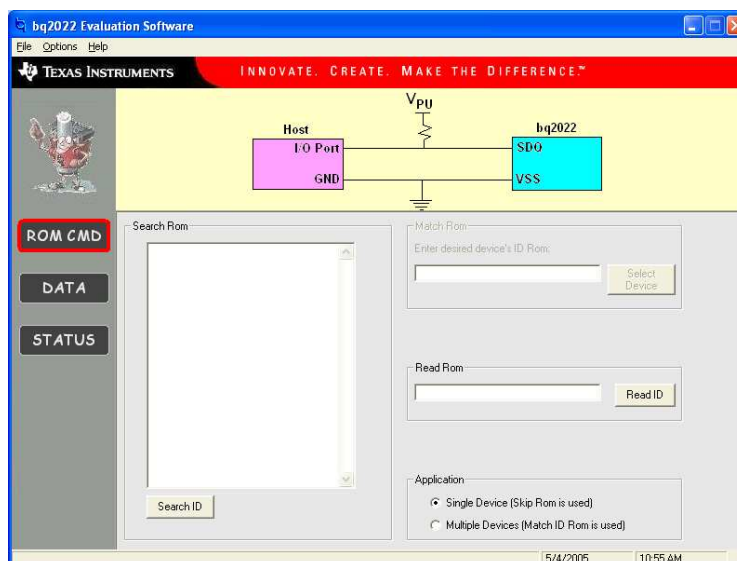 bq2022 Evaluation Software
File Options Help
TEXAS INSTRUMENTS
INNOVATE. CREATE. MAKE THE DIFFERENCE.™
VPU
Host
bq2022
I/O Port
SDQ
GND
VSS
ROM CMD
DATA
STATUS
Search Rom
Search ID
Match Rom
Enter desired device's ID Rom:
Select
Device
Read Rom
Read ID
Application
Single Device (Skip Rom is used)
Multiple Devices (Match ID Rom is used)
5/4/2005
10:55 AM